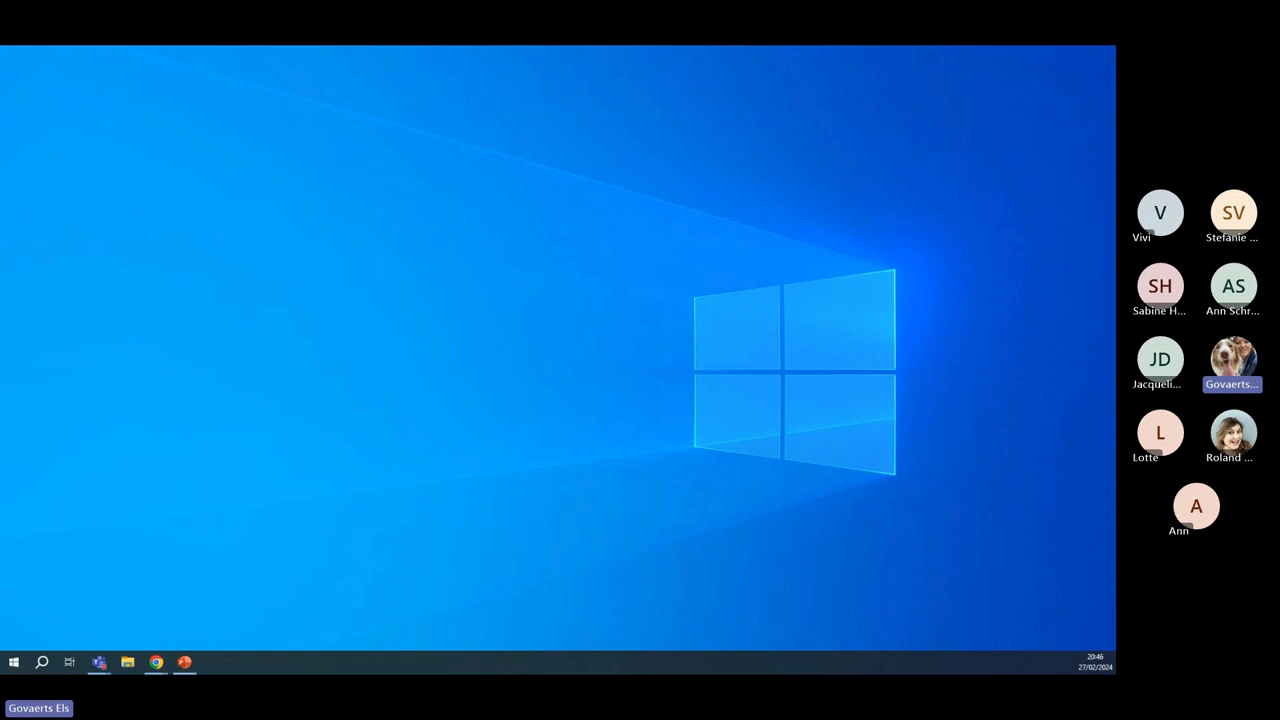 V
Vivi
SV
Stefanie ...
SH
Sabine H...
AS
Ann Schr...
JD
Jacqueli...
Govaerts...
L
Lotte
Roland ...
A
Ann
20:46
27/02/2024
Govaerts Els